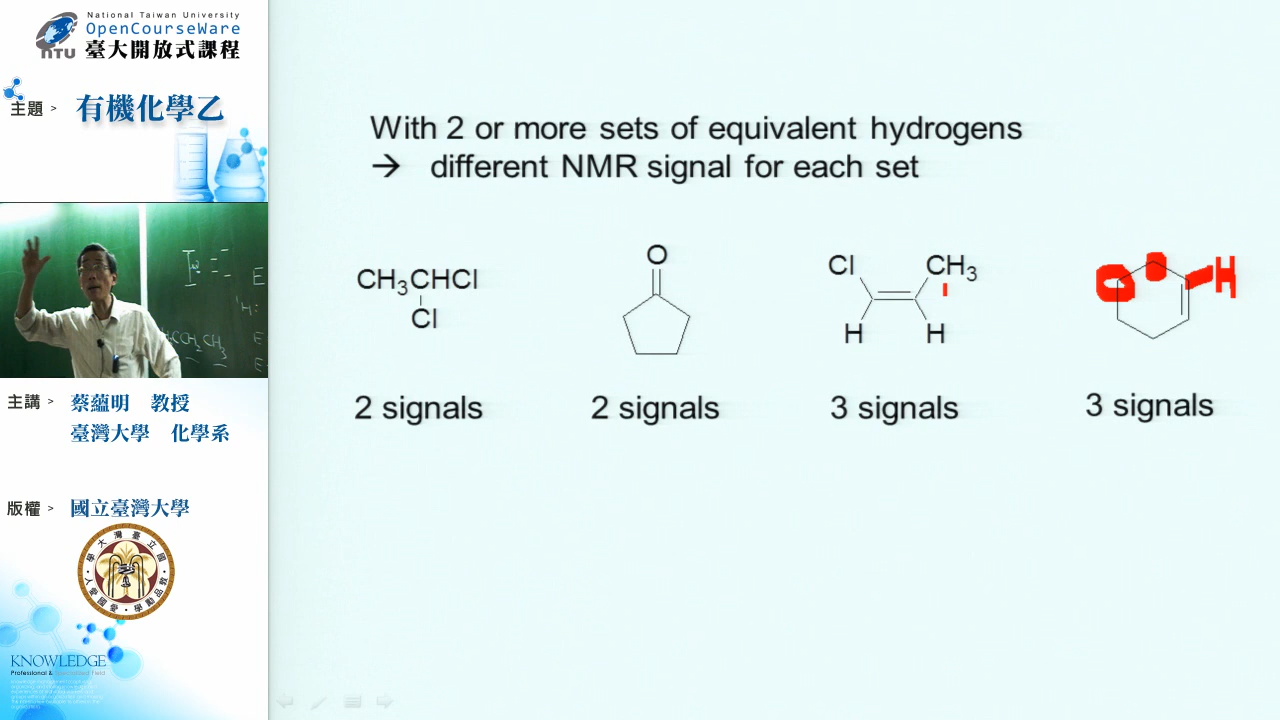 National Taiwan University
OpenCourseWare
臺大開放式課程
NTU
主題 >
有機化學乙
With 2 or more sets of equivalent hydrogens
→ different NMR signal for each set
CH3CHCl
Cl
O
Cl
CH3
H
H
H
2 signals
2 signals
3 signals
3 signals
E
E
主講 >
蔡蘊明 教授
臺灣大學 化學系
版權 >
國立臺灣大學
KNOWLEDGE